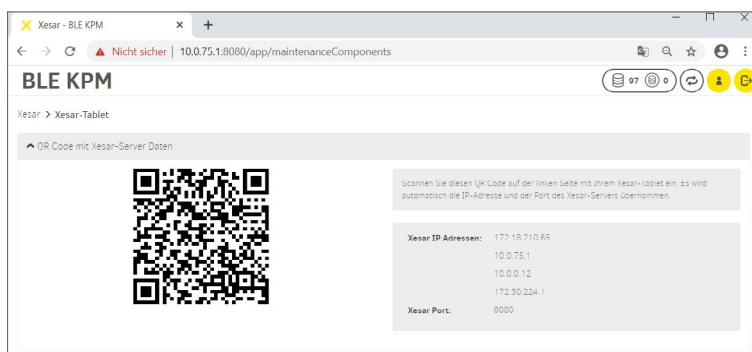 Xesar - BLE KPM
Nicht sicher | 10.0.75.1:8080/app/maintenanceComponents
BLE KPM
97 0
Xesar > Xesar-Tablet
QR Code mit Xesar-Server Daten
Scannen Sie diesen QR Code auf der linken Seite mit Ihrem Xesar-Tablet ein. Es wird
automatisch die IP-Adresse und der Port des Xesar-Servers übernommen.
Xesar IP Adressen: 172.18.210.65
10.0.75.1
10.0.0.12
172.30.224.1
Xesar Port: 8080